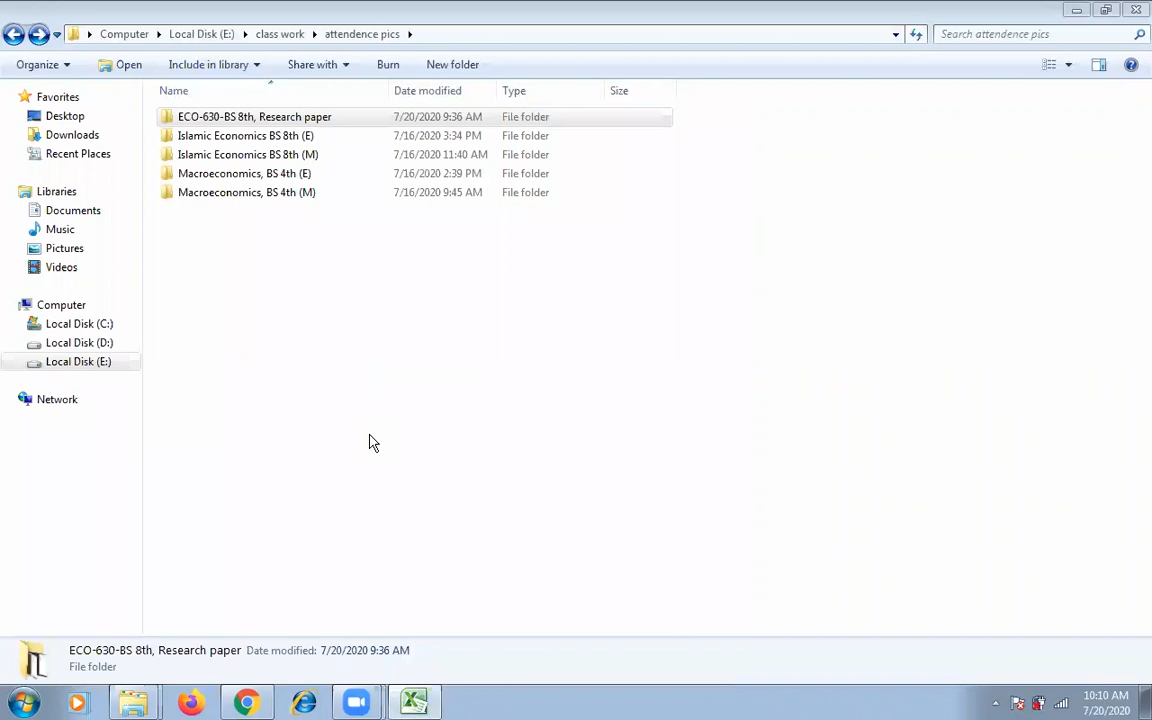 Computer Local Disk (E:) class work attendence pics
Search attendence pics
Organize Open Include in library Share with Burn New folder
Name Date modified Type Size
ECO-630-BS 8th, Research paper 7/20/2020 9:36 AM File folder
Islamic Economics BS 8th (E) 7/16/2020 3:34 PM File folder
Islamic Economics BS 8th (M) 7/16/2020 11:40 AM File folder
Macroeconomics, BS 4th (E) 7/16/2020 2:39 PM File folder
Macroeconomics, BS 4th (M) 7/16/2020 9:45 AM File folder
Favorites
Desktop
Downloads
Recent Places
Libraries
Documents
Music
Pictures
Videos
Computer
Local Disk (C:)
Local Disk (D:)
Local Disk (E:)
Network
ECO-630-BS 8th, Research paper Date modified: 7/20/2020 9:36 AM
File folder
10:10 AM
7/20/2020